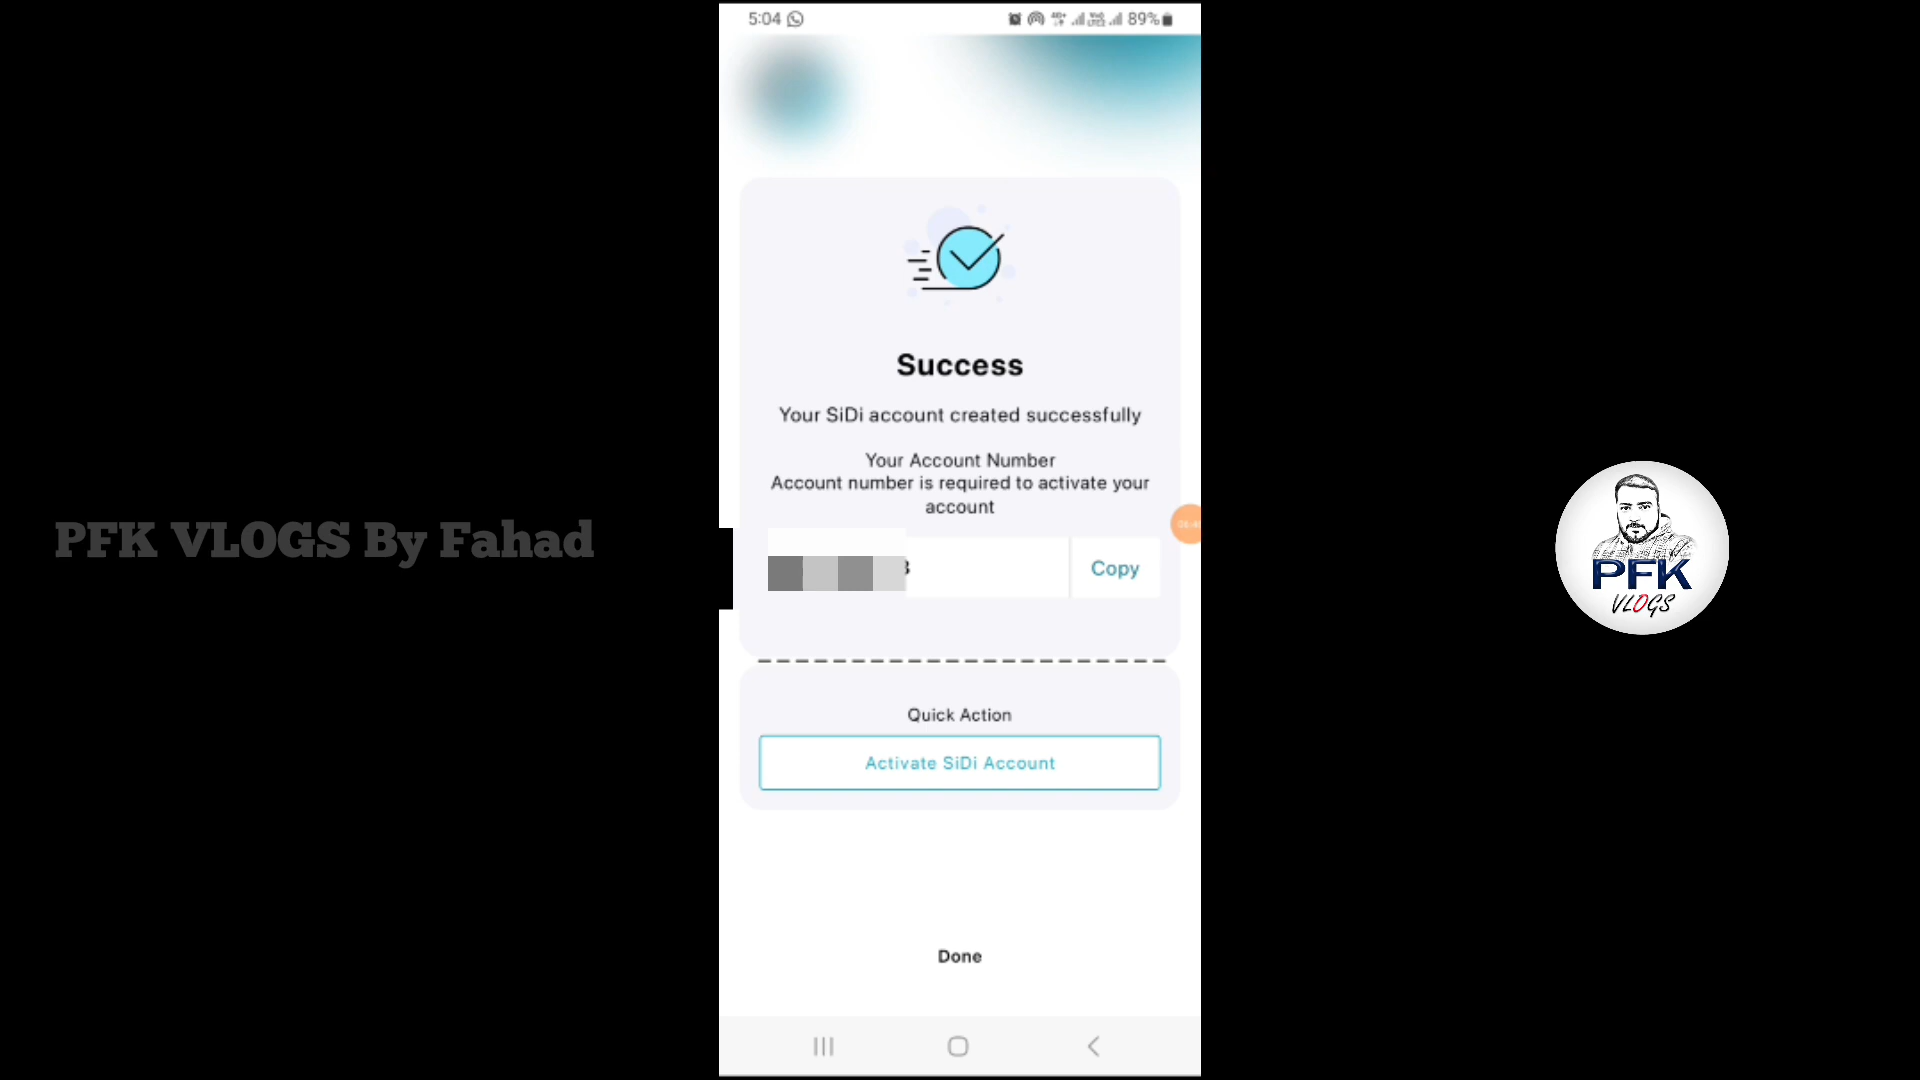 5:04
89%
Success
Your SiDi account created successfully
Your Account Number
Account number is required to activate your
account
Copy
PFK VLOGS By Fahad
PFK
VLOGS
Quick Action
Activate SiDi Account
Done